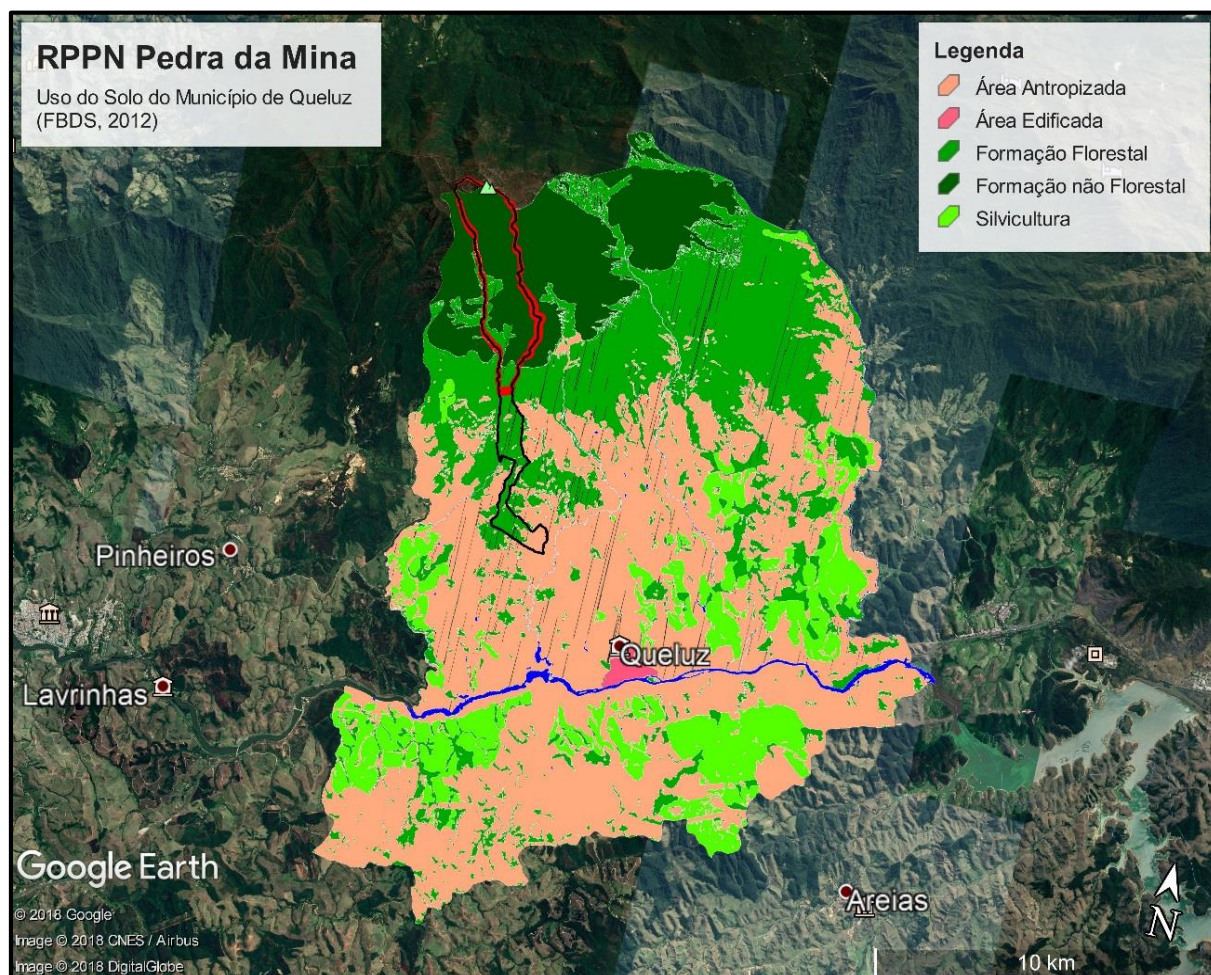 RPPN Pedra da Mina
Uso do Solo do Município de Queluz
(FBDS, 2012)
Legenda
Área Antropizada
Área Edificada
Formação Florestal
Formação não Florestal
Silvicultura
Pinheiros
Queluz
Lavrinhas
Areias
Google Earth
© 2018 Google
Image © 2018 CNES / Airbus
Image © 2018 DigitalGlobe
N
10 km